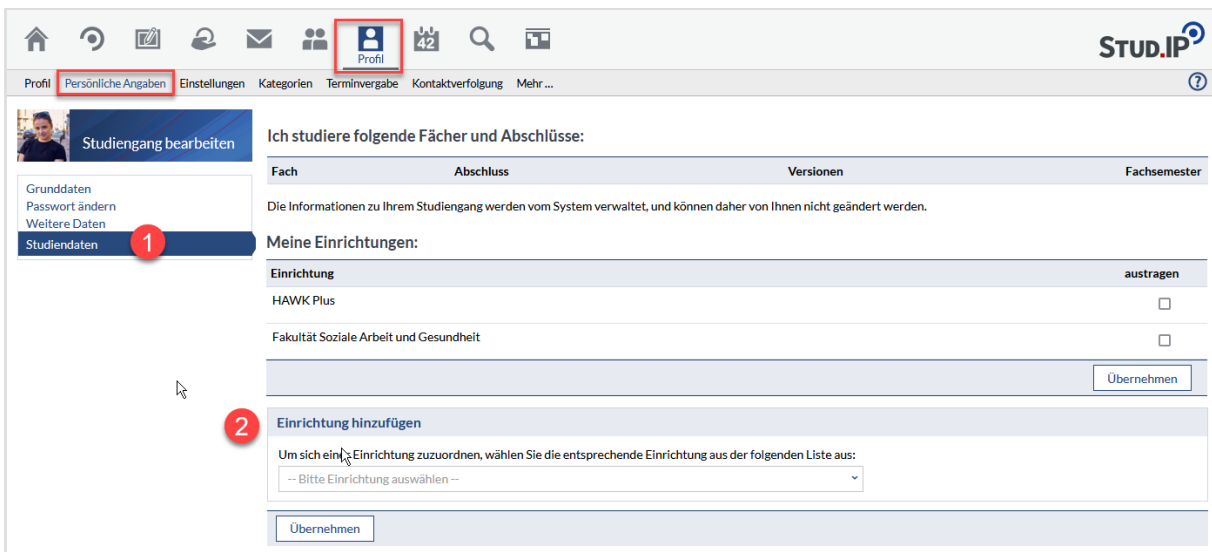 42
Profil
STUD.IP
Profil Persönliche Angaben Einstellungen Kategorien Terminvergabe Kontaktverfolgung Mehr ...
?
Studiengang bearbeiten
Grunddaten
Passwort ändern
Weitere Daten
Studiendaten
1
Ich studiere folgende Fächer und Abschlüsse:
Fach Abschluss Versionen Fachsemester
Die Informationen zu Ihrem Studiengang werden vom System verwaltet, und können daher von Ihnen nicht geändert werden.
Meine Einrichtungen:
Einrichtung austragen
HAWK Plus
Fakultät Soziale Arbeit und Gesundheit
Übernehmen
2
Einrichtung hinzufügen
Um sich einer Einrichtung zuzuordnen, wählen Sie die entsprechende Einrichtung aus der folgenden Liste aus:
-- Bitte Einrichtung auswählen --
Übernehmen